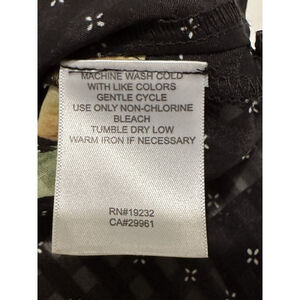 MACHINE WASH COLD
WITH LIKE COLORS
GENTLE CYCLE
USE ONLY NON-CHLORINE
BLEACH
TUMBLE DRY LOW
WARM IRON IF NECESSARY
RN#19232
CA#29961